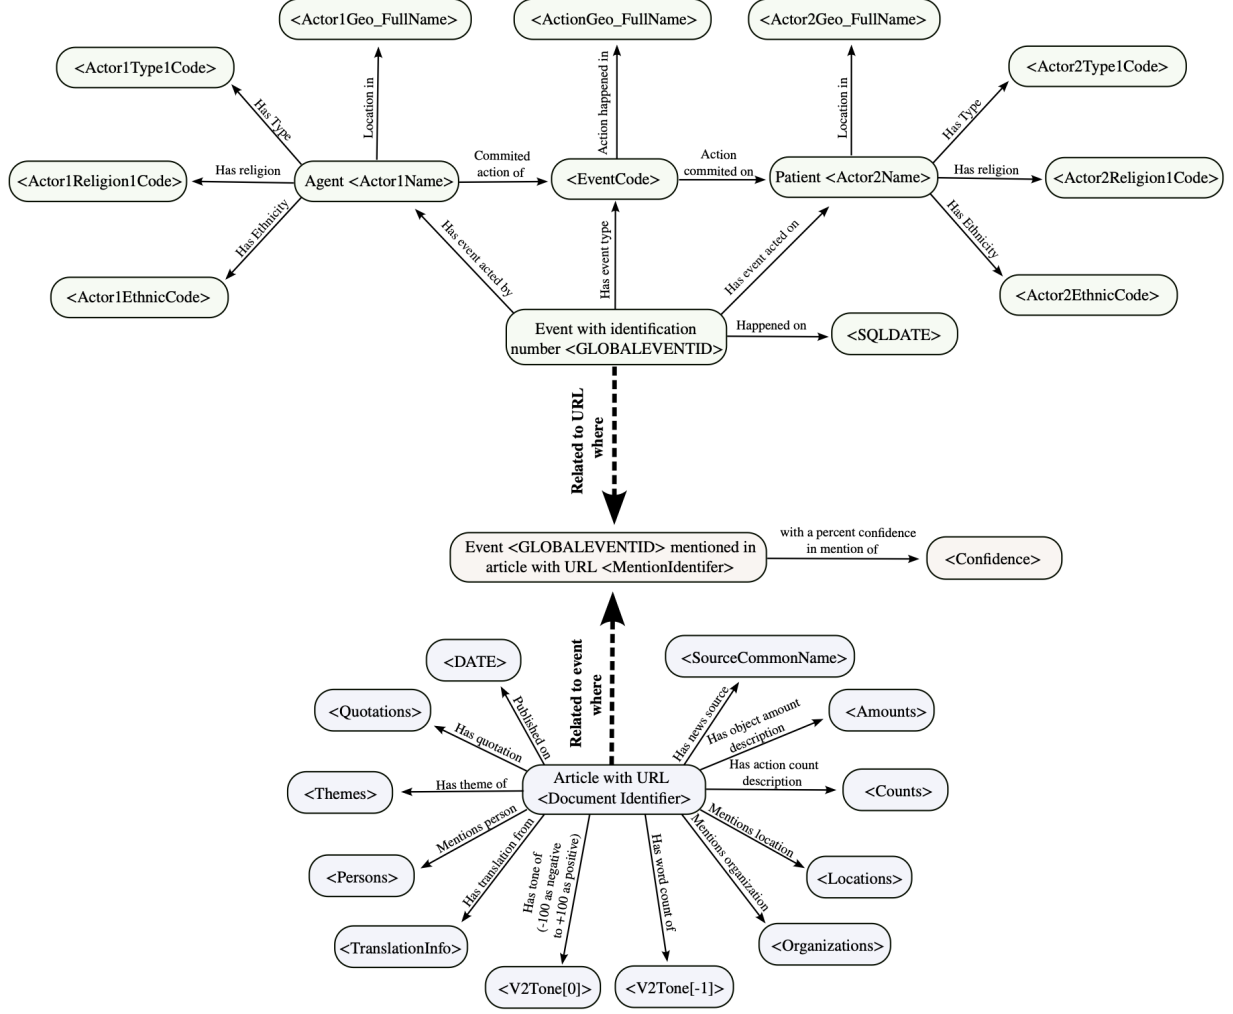 <Actor1Geo_FullName>
<ActionGeo_FullName>
<Actor2Geo_FullName>
<Actor1Type1Code>
<Actor2Type1Code>
Has Type
Location in
Action happened in
Location in
Has Type
<Actor1Religion1Code>
Has religion
Agent <Actor1Name>
Commited
action of
<EventCode>
Action
commited on
Patient <Actor2Name>
Has religion
<Actor2Religion1Code>
Has Ethnicity
Has event acted by
Has event type
Has event acted on
Has Ethnicity
<Actor1EthnicCode>
<Actor2EthnicCode>
Event with identification
number <GLOBALEVENTID>
Happened on
<SQLDATE>
Related to URL
where
Event <GLOBALEVENTID> mentioned in
article with URL <MentionIdentifer>
with a percent confidence
in mention of
<Confidence>
Related to event
where
<DATE>
<SourceCommonName>
<Quotations>
Published on
Has news source
<Amounts>
Has quotation
Has object amount
description
<Themes>
Has theme of
Article with URL
<Document Identifier>
Has action count
description
<Counts>
Mentions person
Mentions location
<Persons>
Has translation from
Has tone of
(-100 as negative
to +100 as positive)
Has word count of
Mentions organization
<Locations>
<TranslationInfo>
<Organizations>
<V2Tone[0]>
<V2Tone[-1]>